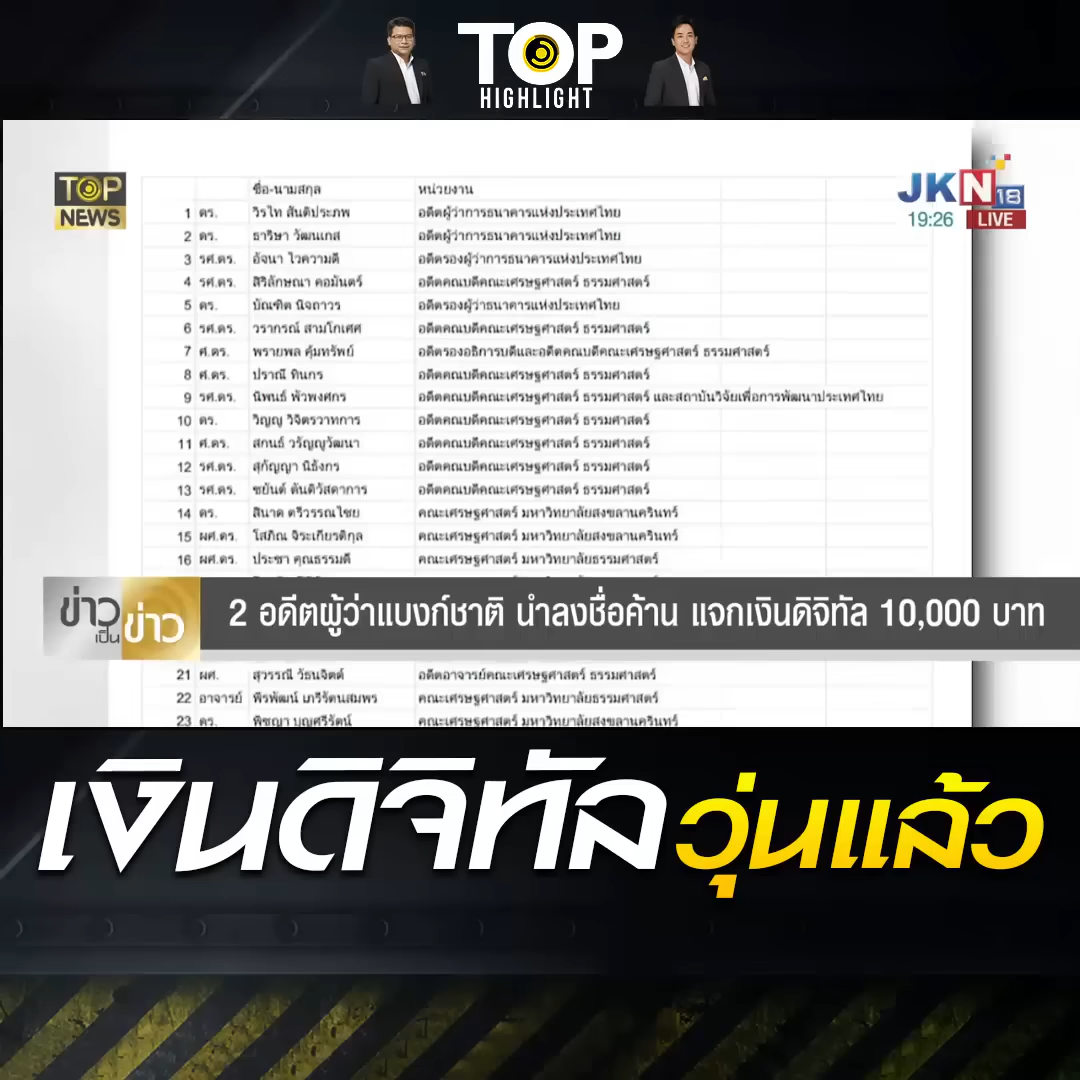 TOP
HIGHLIGHT
TOP
NEWS
JKN18
19:26 LIVE
ชื่อ-นามสกุล หน่วยงาน
1 ดร. วิรไท สันติประภพ อดีตผู้ว่าการธนาคารแห่งประเทศไทย
2 ดร. ธาริษา วัฒนเกส อดีตผู้ว่าการธนาคารแห่งประเทศไทย
3 รศ.ดร. อัจนา ไวความดี อดีตรองผู้ว่าการธนาคารแห่งประเทศไทย
4 รศ.ดร. สิริลักษณา คอมันตร์ อดีตคณบดีคณะเศรษฐศาสตร์ ธรรมศาสตร์
5 ดร. บัณฑิต นิจถาวร อดีตรองผู้ว่าธนาคารแห่งประเทศไทย
6 รศ.ดร. วรากรณ์ สามโกเศศ อดีตคณบดีคณะเศรษฐศาสตร์ ธรรมศาสตร์
7 ศ.ดร. พรายพล คุ้มทรัพย์ อดีตรองอธิการบดีและอดีตคณบดีคณะเศรษฐศาสตร์ ธรรมศาสตร์
8 ศ.ดร. ปราณี ทินกร อดีตคณบดีคณะเศรษฐศาสตร์ ธรรมศาสตร์
9 รศ.ดร. นิพนธ์ พัวพงศกร อดีตคณบดีคณะเศรษฐศาสตร์ ธรรมศาสตร์ และสถาบันวิจัยเพื่อการพัฒนาประเทศไทย
10 ดร. วิญญู วิจิตรวาทการ อดีตคณบดีคณะเศรษฐศาสตร์ ธรรมศาสตร์
11 ศ.ดร. สกนธ์ วรัญญูวัฒนา อดีตคณบดีคณะเศรษฐศาสตร์ ธรรมศาสตร์
12 รศ.ดร. สุกัญญา นิธังกร อดีตคณบดีคณะเศรษฐศาสตร์ ธรรมศาสตร์
13 รศ.ดร. ชยันต์ ตันติวัสดาการ อดีตคณบดีคณะเศรษฐศาสตร์ ธรรมศาสตร์
14 ดร. สินาด ตรีวรรณไชย คณะเศรษฐศาสตร์ มหาวิทยาลัยสงขลานครินทร์
15 ผศ.ดร. โสภิณ จิระเกียรติกุล คณะเศรษฐศาสตร์ มหาวิทยาลัยสงขลานครินทร์
16 ผศ.ดร. ประชา คุณธรรมดี คณะเศรษฐศาสตร์ มหาวิทยาลัยธรรมศาสตร์
ข่าวเป็นข่าว
2 อดีตผู้ว่าแบงก์ชาติ นำลงชื่อค้าน แจกเงินดิจิทัล 10,000 บาท
21 ผศ. สุวรรณี วัธนจิตต์ อดีตอาจารย์คณะเศรษฐศาสตร์ ธรรมศาสตร์
22 อาจารย์ พีรพัฒน์ เภรีรัตนสมพร คณะเศรษฐศาสตร์ มหาวิทยาลัยธรรมศาสตร์
23 ดร. พิชญา บุญศรีรัตน์ คณะเศรษฐศาสตร์ มหาวิทยาลัยสงขลานครินทร์
เงินดิจิทัล วุ่นแล้ว